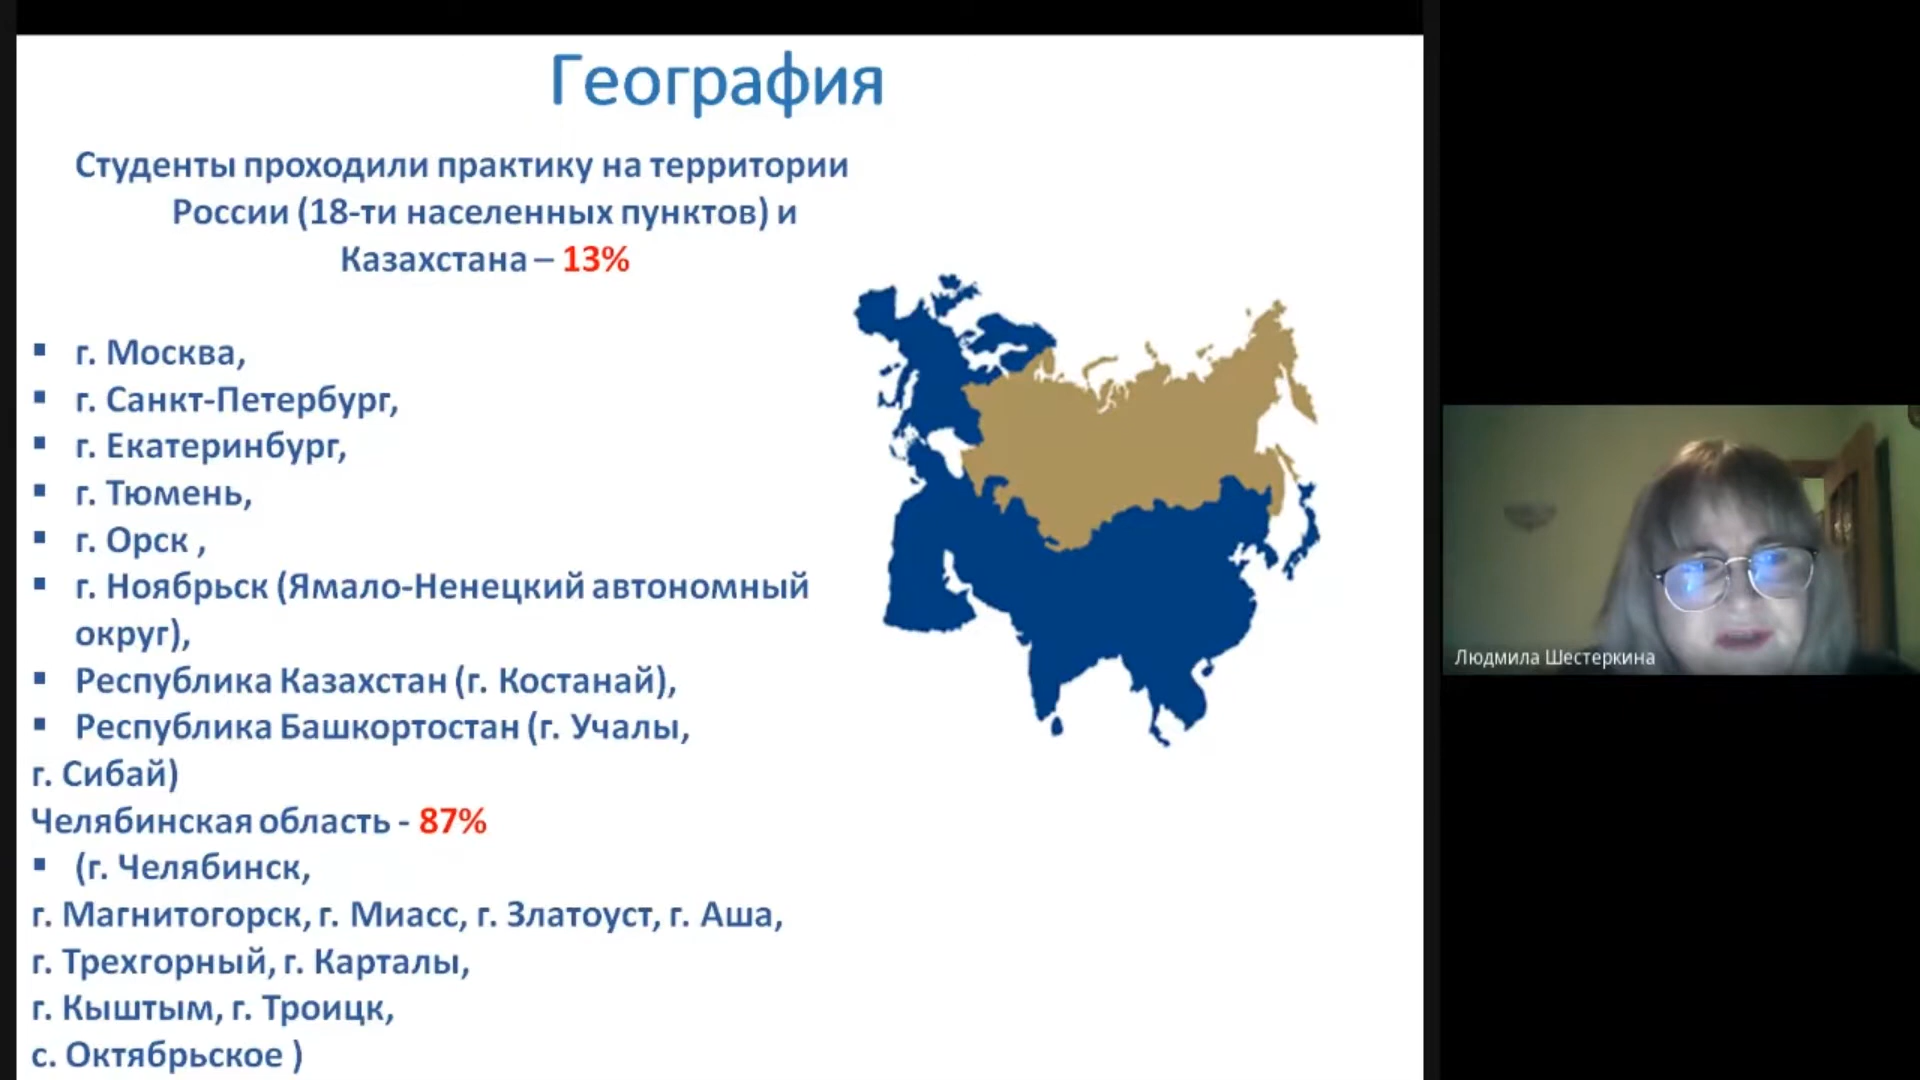 География
Студенты проходили практику на территории
России (18-ти населенных пунктов) и
Казахстана – 13%
▪ г. Москва,
▪ г. Санкт-Петербург,
▪ г. Екатеринбург,
▪ г. Тюмень,
▪ г. Орск ,
▪ г. Ноябрьск (Ямало-Ненецкий автономный
округ),
▪ Республика Казахстан (г. Костанай),
▪ Республика Башкортостан (г. Учалы,
г. Сибай)
Челябинская область - 87%
▪ (г. Челябинск,
г. Магнитогорск, г. Миасс, г. Златоуст, г. Аша,
г. Трехгорный, г. Карталы,
г. Кыштым, г. Троицк,
с. Октябрьское )
Людмила Шестеркина